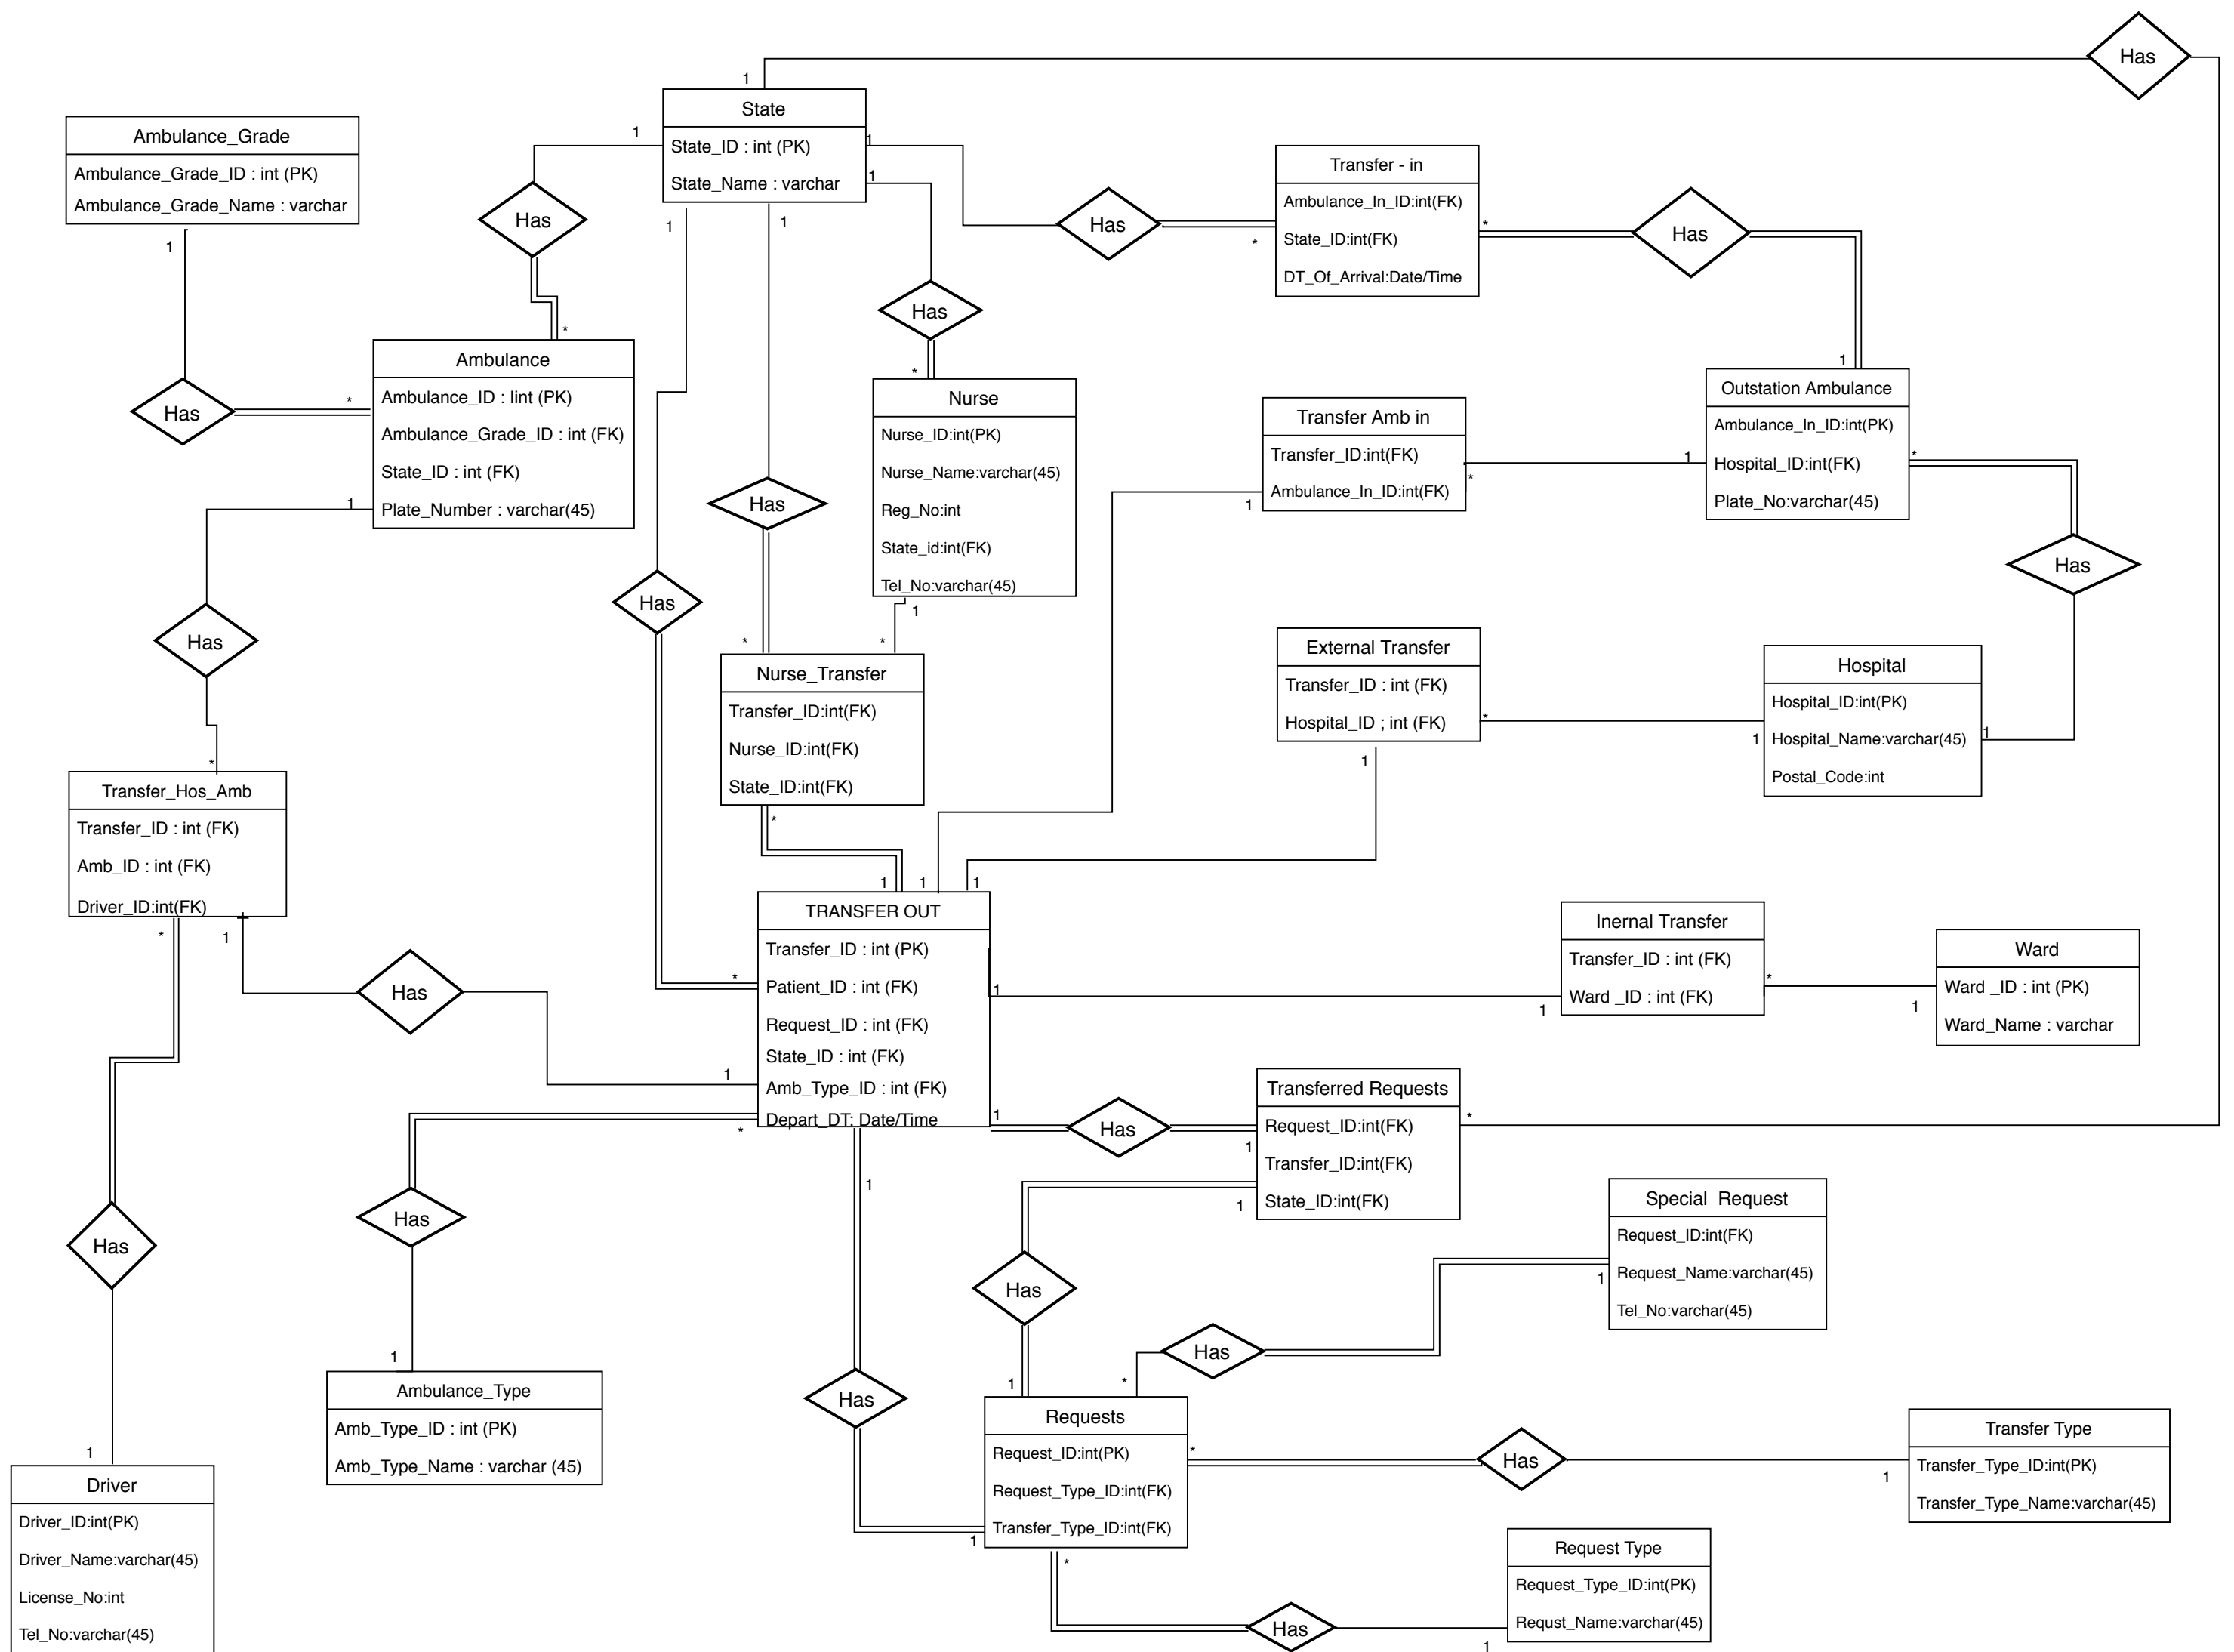 Has
1
State
State_ID : int (PK)
State_Name : varchar
1
1
1
1
1
Ambulance_Grade
Ambulance_Grade_ID : int (PK)
Ambulance_Grade_Name : varchar
1
Has
*
Has
*
Transfer - in
Ambulance_In_ID:int(FK)
State_ID:int(FK)
DT_Of_Arrival:Date/Time
*
Has
1
Has
*
Ambulance
Ambulance_ID : Iint (PK)
Ambulance_Grade_ID : int (FK)
State_ID : int (FK)
Plate_Number : varchar(45)
Has
*
1
Nurse
Nurse_ID:int(PK)
Nurse_Name:varchar(45)
Reg_No:int
State_id:int(FK)
Tel_No:varchar(45)
1
*
Transfer Amb in
Transfer_ID:int(FK)
Ambulance_In_ID:int(FK)
1
*
1
Outstation Ambulance
Ambulance_In_ID:int(PK)
Hospital_ID:int(FK)
Plate_No:varchar(45)
*
Has
Has
*
Has
Has
*
External Transfer
Transfer_ID : int (FK)
Hospital_ID ; int (FK)
*
1
1
Hospital
Hospital_ID:int(PK)
Hospital_Name:varchar(45)
Postal_Code:int
1
Nurse_Transfer
Transfer_ID:int(FK)
Nurse_ID:int(FK)
State_ID:int(FK)
*
Transfer_Hos_Amb
Transfer_ID : int (FK)
Amb_ID : int (FK)
Driver_ID:int(FK)
*
1
Has
1
1
1
TRANSFER OUT
Transfer_ID : int (PK)
Patient_ID : int (FK)
Request_ID : int (FK)
State_ID : int (FK)
Amb_Type_ID : int (FK)
Depart_DT: Date/Time
*
1
*
1
1
1
Inernal Transfer
Transfer_ID : int (FK)
Ward _ID : int (FK)
1
*
1
Ward
Ward _ID : int (PK)
Ward_Name : varchar
Has
1
Transferred Requests
Request_ID:int(FK)
Transfer_ID:int(FK)
State_ID:int(FK)
*
1
Has
Has
Has
1
Special  Request
Request_ID:int(FK)
Request_Name:varchar(45)
Tel_No:varchar(45)
1
Has
*
1
Ambulance_Type
Amb_Type_ID : int (PK)
Amb_Type_Name : varchar (45)
Has
1
Requests
Request_ID:int(PK)
Request_Type_ID:int(FK)
Transfer_Type_ID:int(FK)
*
1
*
Has
1
Transfer Type
Transfer_Type_ID:int(PK)
Transfer_Type_Name:varchar(45)
1
Driver
Driver_ID:int(PK)
Driver_Name:varchar(45)
License_No:int
Tel_No:varchar(45)
Has
1
Request Type
Request_Type_ID:int(PK)
Requst_Name:varchar(45)